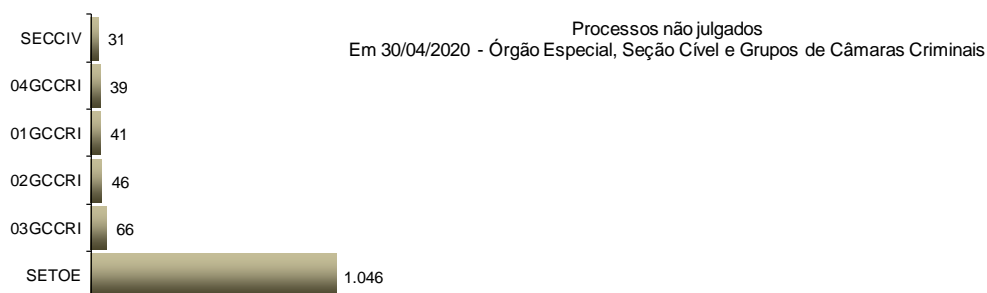 Processos não julgados
Em 30/04/2020 - Órgão Especial, Seção Cível e Grupos de Câmaras Criminais
SECCIV 31
04GCCRI 39
01GCCRI 41
02GCCRI 46
03GCCRI 66
SETOE 1.046